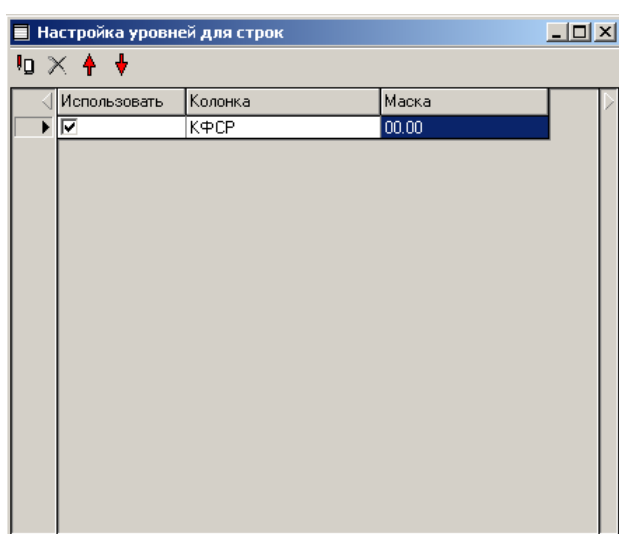 Настройка уровней для строк
Использовать Колонка Маска
КФСР 00.00